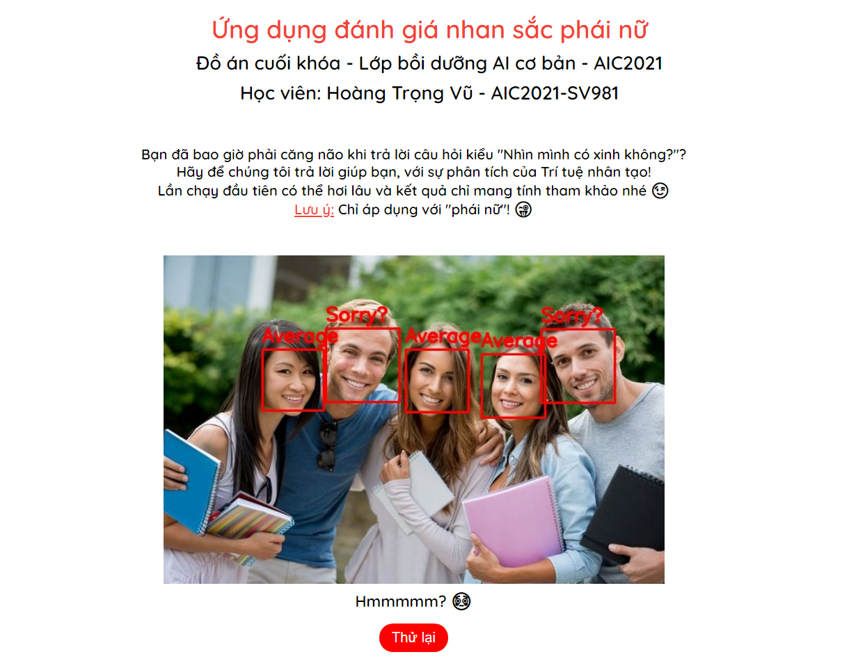 Ứng dụng đánh giá nhan sắc phái nữ
Đồ án cuối khóa - Lớp bồi dưỡng AI cơ bản - AIC2021
Học viên: Hoàng Trọng Vũ - AIC2021-SV981
Bạn đã bao giờ phải căng não khi trả lời câu hỏi kiểu "Nhìn mình có xinh không?"?
Hãy để chúng tôi trả lời giúp bạn, với sự phân tích của Trí tuệ nhân tạo!
Lần chạy đầu tiên có thể hơi lâu và kết quả chỉ mang tính tham khảo nhé 😉
Lưu ý: Chỉ áp dụng với "phái nữ"! 😜
Average
Sorry?
Average
Average
Sorry?
Hmmmmm? 😳
Thử lại